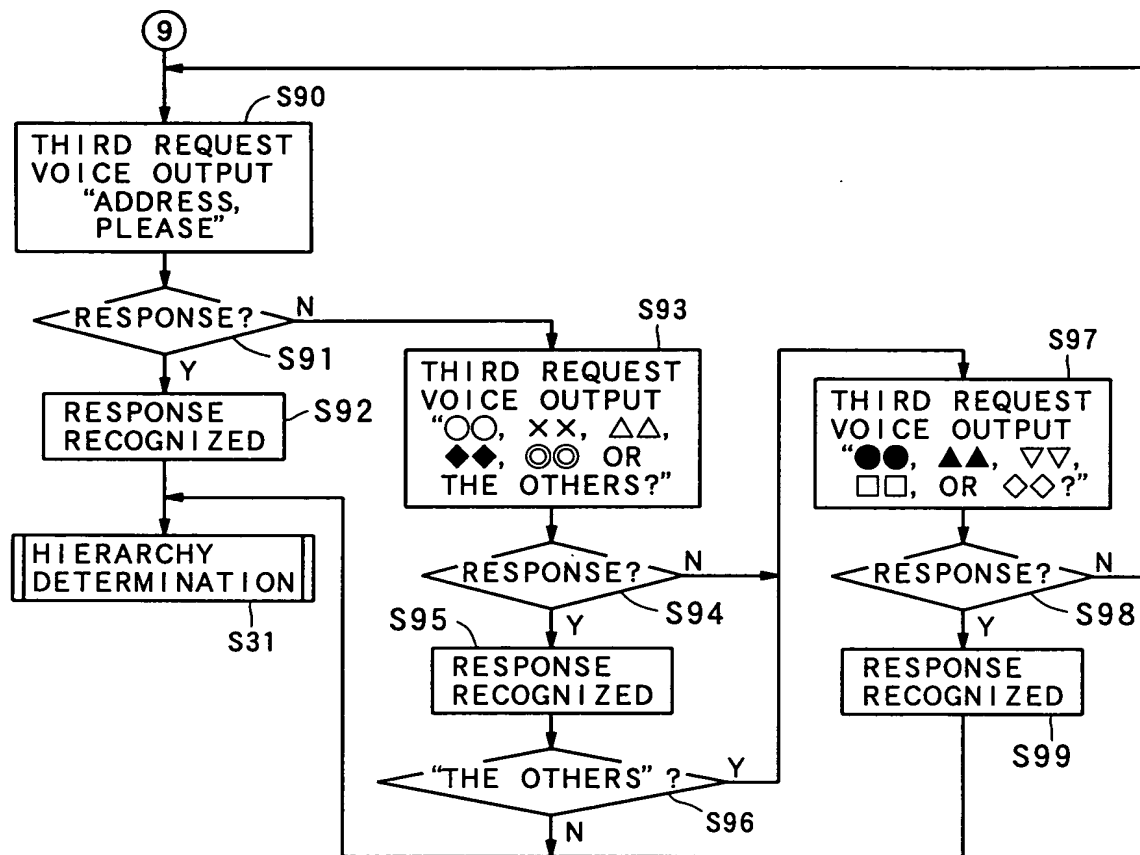 9
S90
THIRD REQUEST
VOICE OUTPUT
“ADDRESS,
PLEASE”
RESPONSE?
N
S91
Y
RESPONSE
RECOGNIZED
S92
HIERARCHY
DETERMINATION
S31
S93
THIRD REQUEST
VOICE OUTPUT
“○○, ××, △△,
◆◆, ◎◎ OR
THE OTHERS?”
RESPONSE?
N
S94
Y
S95
RESPONSE
RECOGNIZED
“THE OTHERS”?
Y
S96
N
S97
THIRD REQUEST
VOICE OUTPUT
“●●, ▲▲, ▽▽,
□□, OR ◇◇?”
RESPONSE?
N
S98
Y
RESPONSE
RECOGNIZED
S99